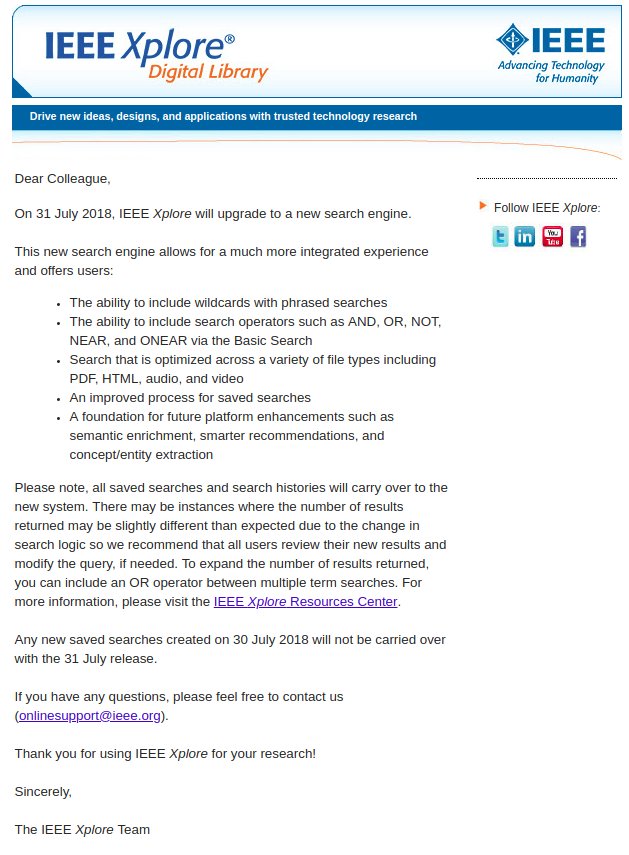 IEEE Xplore®
Digital Library
IEEE
Advancing Technology
for Humanity
Drive new ideas, designs, and applications with trusted technology research
Dear Colleague,
On 31 July 2018, IEEE Xplore will upgrade to a new search engine.
This new search engine allows for a much more integrated experience
and offers users:
• The ability to include wildcards with phrased searches
• The ability to include search operators such as AND, OR, NOT,
NEAR, and ONEAR via the Basic Search
• Search that is optimized across a variety of file types including
PDF, HTML, audio, and video
• An improved process for saved searches
• A foundation for future platform enhancements such as
semantic enrichment, smarter recommendations, and
concept/entity extraction
Please note, all saved searches and search histories will carry over to the
new system. There may be instances where the number of results
returned may be slightly different than expected due to the change in
search logic so we recommend that all users review their new results and
modify the query, if needed. To expand the number of results returned,
you can include an OR operator between multiple term searches. For
more information, please visit the IEEE Xplore Resources Center.
Any new saved searches created on 30 July 2018 will not be carried over
with the 31 July release.
If you have any questions, please feel free to contact us
(onlinesupport@ieee.org).
Thank you for using IEEE Xplore for your research!
Sincerely,
The IEEE Xplore Team
Follow IEEE Xplore:
t in You Tube f